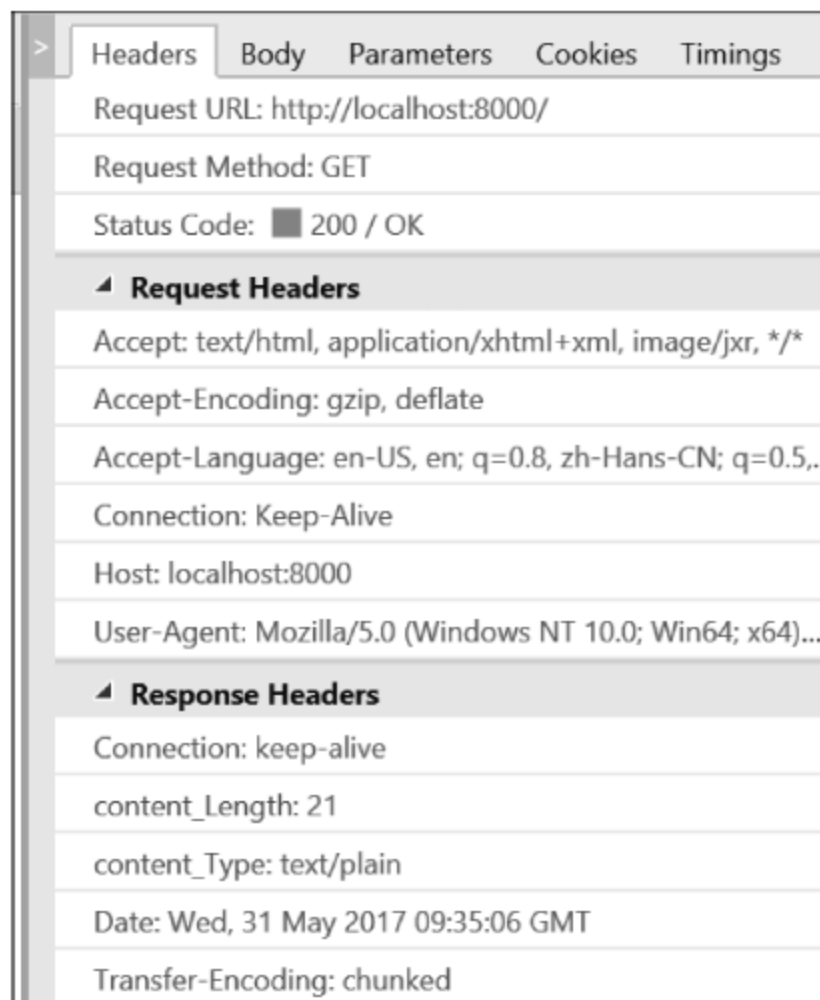 > Headers Body Parameters Cookies Timings
Request URL: http://localhost:8000/
Request Method: GET
Status Code: 200 / OK
Request Headers
Accept: text/html, application/xhtml+xml, image/jxr, */*
Accept-Encoding: gzip, deflate
Accept-Language: en-US, en; q=0.8, zh-Hans-CN; q=0.5,..
Connection: Keep-Alive
Host: localhost:8000
User-Agent: Mozilla/5.0 (Windows NT 10.0; Win64; x64)...
Response Headers
Connection: keep-alive
content_Length: 21
content_Type: text/plain
Date: Wed, 31 May 2017 09:35:06 GMT
Transfer-Encoding: chunked